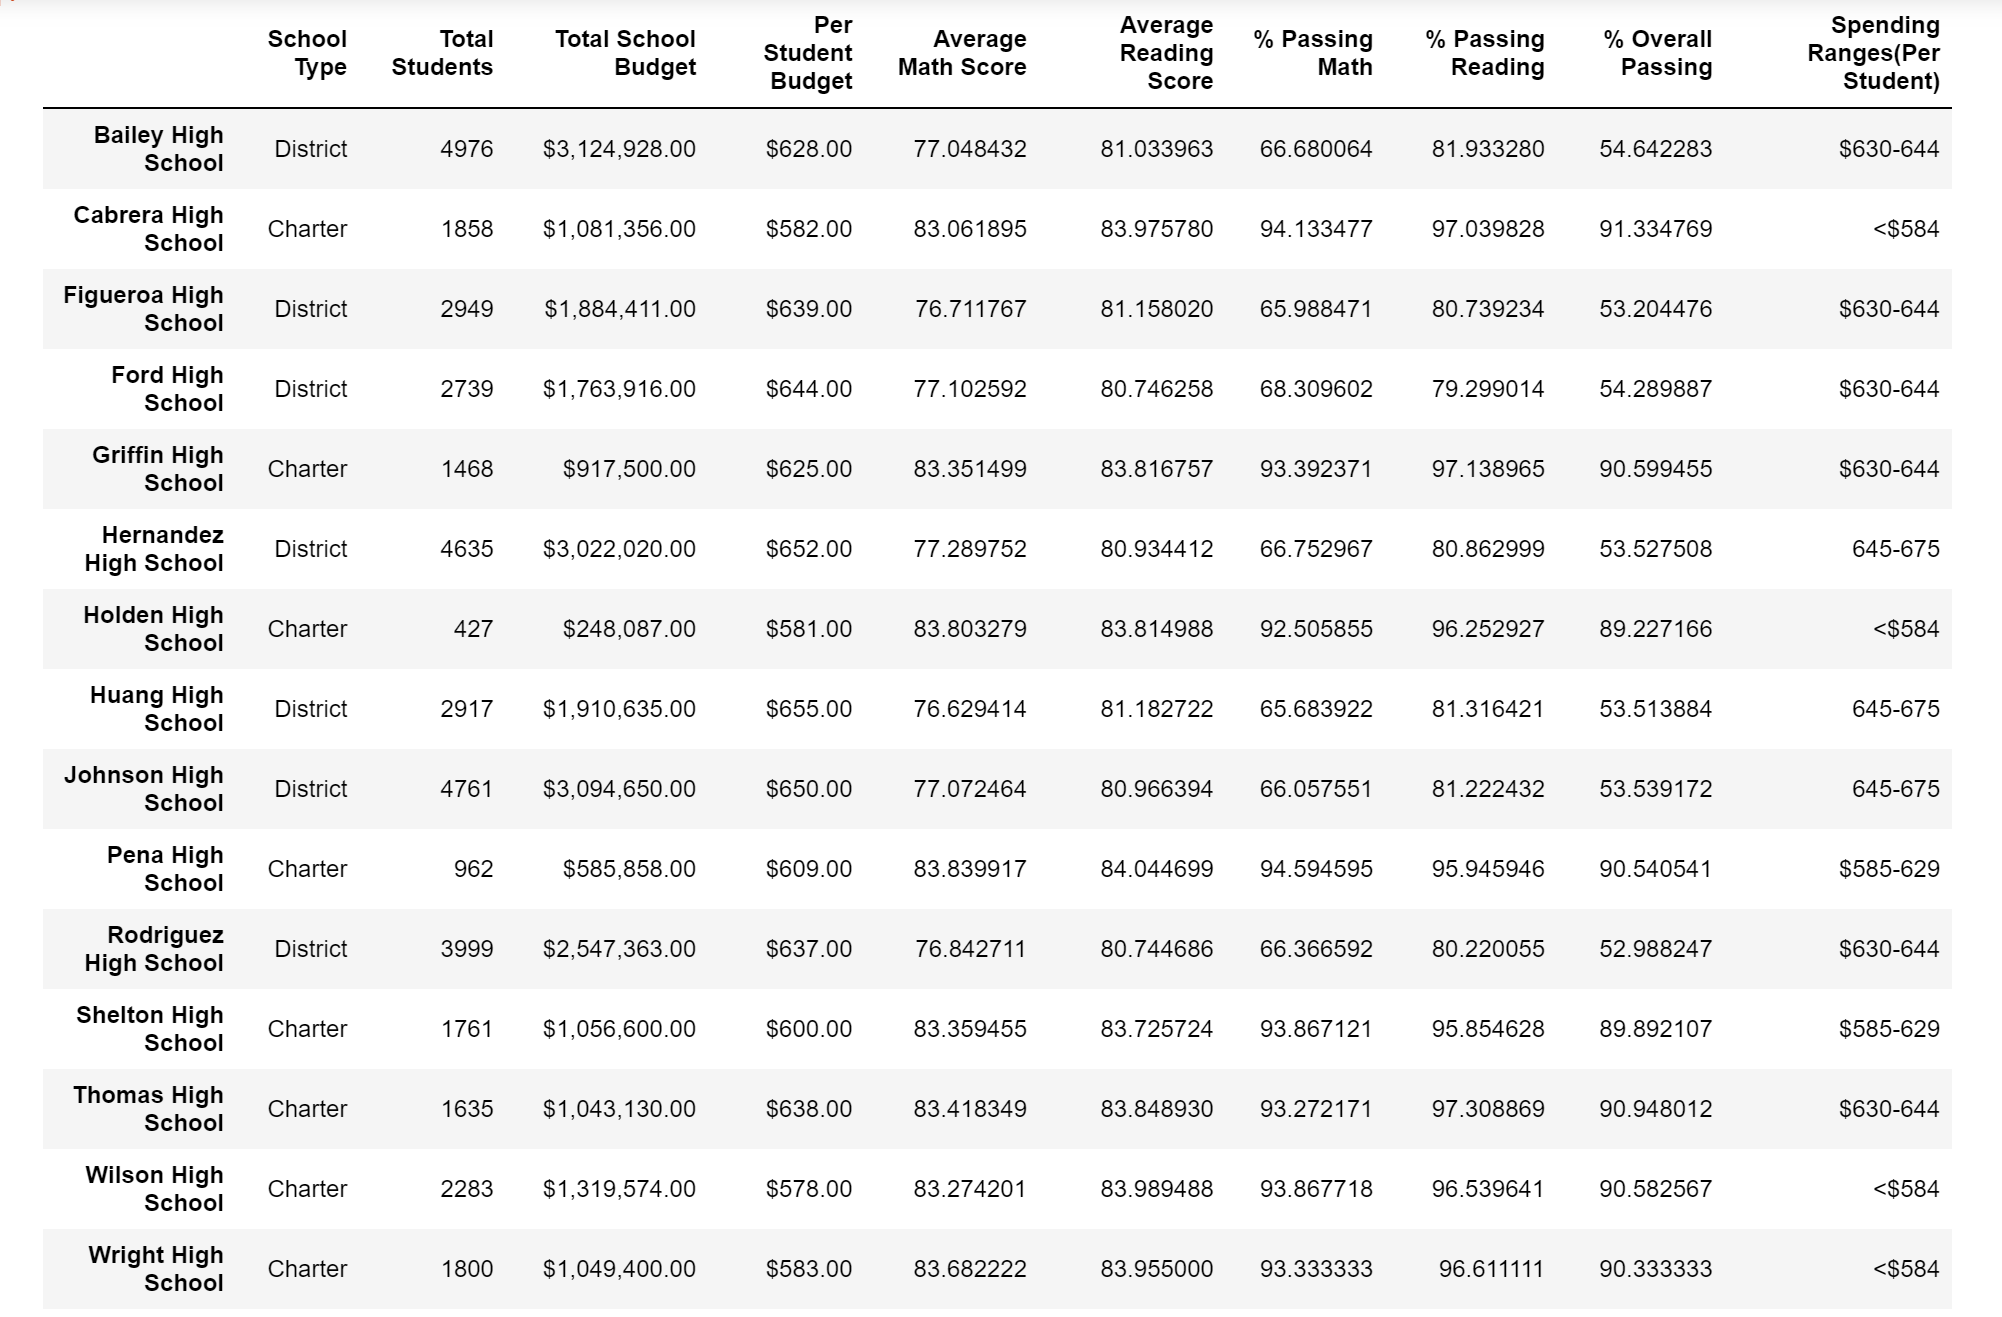 School Type Total Students Total School Budget Per Student Budget Average Math Score Average Reading Score % Passing Math % Passing Reading % Overall Passing Spending Ranges(Per Student)
Bailey High School District 4976 $3,124,928.00 $628.00 77.048432 81.033963 66.680064 81.933280 54.642283 $630-644
Cabrera High School Charter 1858 $1,081,356.00 $582.00 83.061895 83.975780 94.133477 97.039828 91.334769 <$584
Figueroa High School District 2949 $1,884,411.00 $639.00 76.711767 81.158020 65.988471 80.739234 53.204476 $630-644
Ford High School District 2739 $1,763,916.00 $644.00 77.102592 80.746258 68.309602 79.299014 54.289887 $630-644
Griffin High School Charter 1468 $917,500.00 $625.00 83.351499 83.816757 93.392371 97.138965 90.599455 $630-644
Hernandez High School District 4635 $3,022,020.00 $652.00 77.289752 80.934412 66.752967 80.862999 53.527508 645-675
Holden High School Charter 427 $248,087.00 $581.00 83.803279 83.814988 92.505855 96.252927 89.227166 <$584
Huang High School District 2917 $1,910,635.00 $655.00 76.629414 81.182722 65.683922 81.316421 53.513884 645-675
Johnson High School District 4761 $3,094,650.00 $650.00 77.072464 80.966394 66.057551 81.222432 53.539172 645-675
Pena High School Charter 962 $585,858.00 $609.00 83.839917 84.044699 94.594595 95.945946 90.540541 $585-629
Rodriguez High School District 3999 $2,547,363.00 $637.00 76.842711 80.744686 66.366592 80.220055 52.988247 $630-644
Shelton High School Charter 1761 $1,056,600.00 $600.00 83.359455 83.725724 93.867121 95.854628 89.892107 $585-629
Thomas High School Charter 1635 $1,043,130.00 $638.00 83.418349 83.848930 93.272171 97.308869 90.948012 $630-644
Wilson High School Charter 2283 $1,319,574.00 $578.00 83.274201 83.989488 93.867718 96.539641 90.582567 <$584
Wright High School Charter 1800 $1,049,400.00 $583.00 83.682222 83.955000 93.333333 96.611111 90.333333 <$584